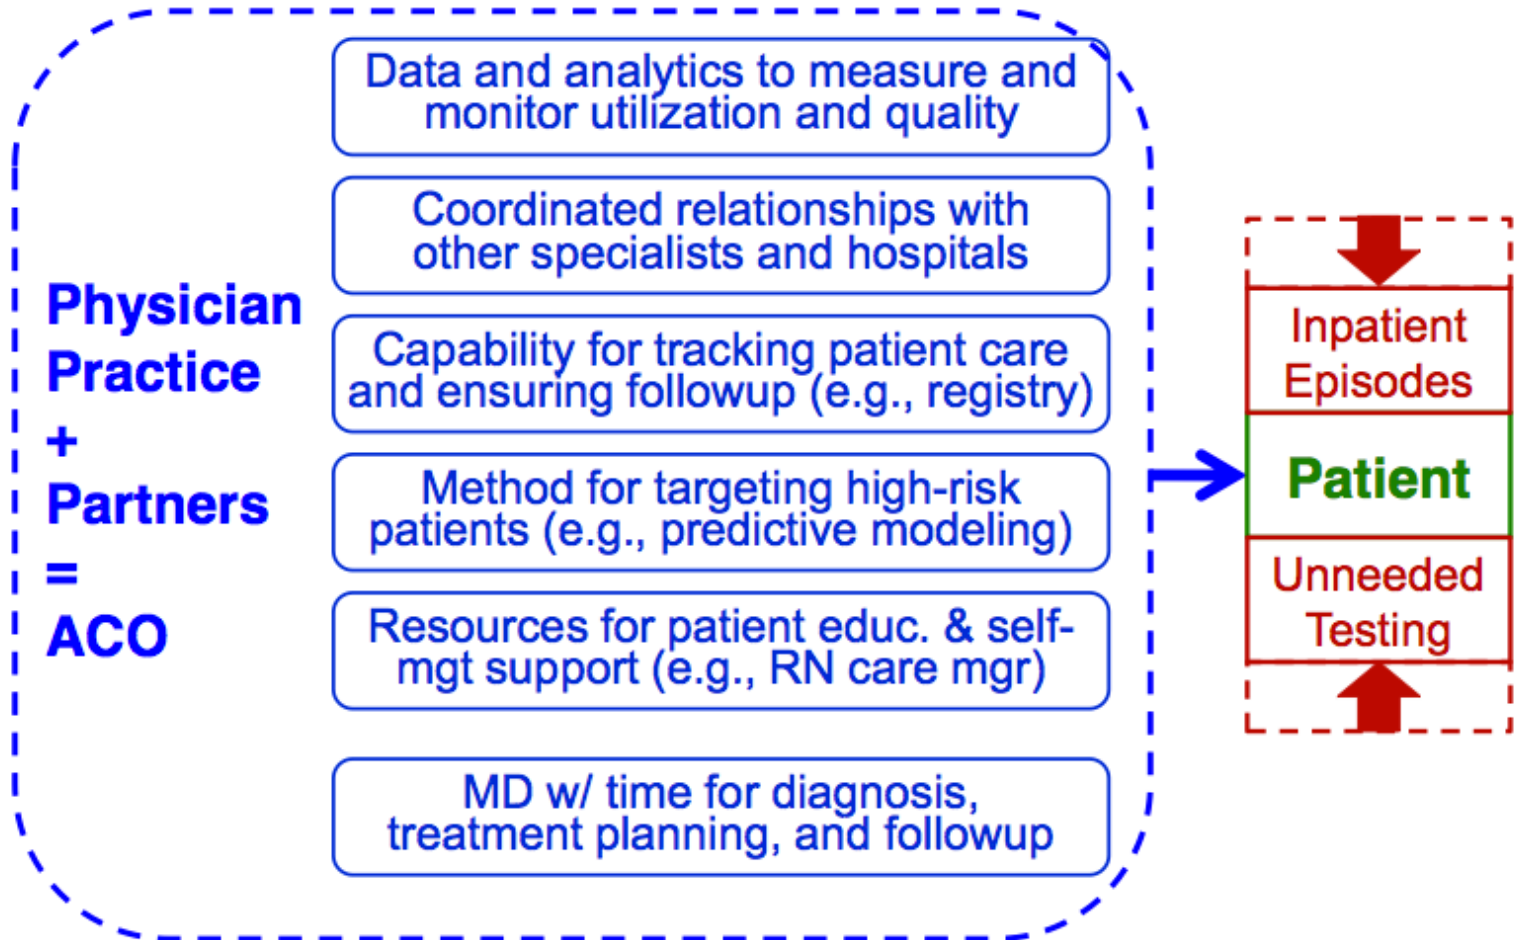 Physician
Practice
+
Partners
=
ACO
Data and analytics to measure and
monitor utilization and quality
Coordinated relationships with
other specialists and hospitals
Capability for tracking patient care
and ensuring followup (e.g., registry)
Method for targeting high-risk
patients (e.g., predictive modeling)
Resources for patient educ. & self-
mgt support (e.g., RN care mgr)
MD w/ time for diagnosis,
treatment planning, and followup
Inpatient
Episodes
Patient
Unneeded
Testing